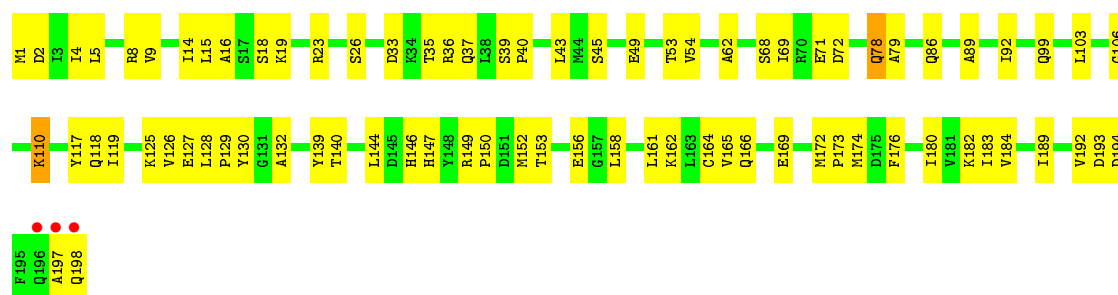 M1 D2 I3 I4 L5 R8 V9 I14 L15 A16 S17 S18 K19 R23 S26 D33 K34 T35 R36 Q37 L38 S39 P40 L43 M44 S45 E49 T53 V54 A62 S68 I69 R70 E71 D72 Q78 A79 Q86 A89 I92 Q99 L103
K110 Y117 Q118 I119 K125 V126 E127 L128 P129 Y130 G131 A132 Y139 T140 L144 D145 H146 H147 Y148 R149 P150 D151 M152 T153 E156 G157 L158 L161 K162 L163 C164 V165 Q166 E169 M172 P173 M174 D175 F176 I180 V181 K182 I183 V184 I189 V192 D193 D194
F195 Q196 A197 Q198